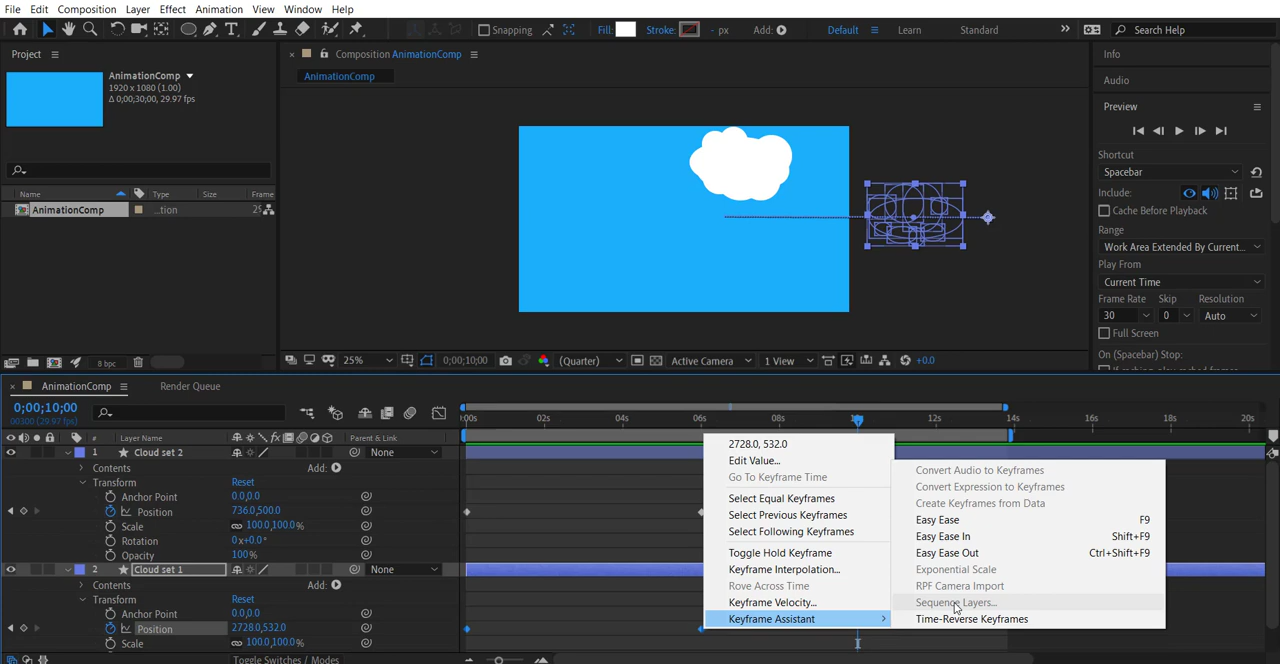 File Edit Composition Layer Effect Animation View Window Help
Snapping Fill: Stroke: - px Add: Default Learn Standard Search Help
Project
Composition AnimationComp
AnimationComp
AnimationComp
1920 x 1080 (1.00)
Δ 0;00;30;00, 29.97 fps
Name Type Size Frame
AnimationComp ...tion 29
8 bpc
25% 0;00;10;00 (Quarter) Active Camera 1 View +0.0
Info
Audio
Preview
Shortcut
Spacebar
Include:
Cache Before Playback
Range
Work Area Extended By Current...
Play From
Current Time
Frame Rate Skip Resolution
30 0 Auto
Full Screen
On (Spacebar) Stop:
AnimationComp Render Queue
0;00;10;00
00300 (29.97 fps)
:00s 02s 04s 06s 08s 10s 12s 14s 16s 18s 20s
# Layer Name Parent & Link
1 Cloud set 2 None
Contents Add:
Transform Reset
Anchor Point 0.0,0.0
Position 736.0,500.0
Scale 100.0,100.0%
Rotation 0x+0.0°
Opacity 100%
2 Cloud set 1 None
Contents Add:
Transform Reset
Anchor Point 0.0,0.0
Position 2728.0,532.0
Scale 100.0,100.0%
Toggle Switches / Modes
2728.0, 532.0
Edit Value...
Go To Keyframe Time
Select Equal Keyframes
Select Previous Keyframes
Select Following Keyframes
Toggle Hold Keyframe
Keyframe Interpolation...
Rove Across Time
Keyframe Velocity...
Keyframe Assistant
Convert Audio to Keyframes
Convert Expression to Keyframes
Create Keyframes from Data
Easy Ease F9
Easy Ease In Shift+F9
Easy Ease Out Ctrl+Shift+F9
Exponential Scale
RPF Camera Import
Sequence Layers...
Time-Reverse Keyframes